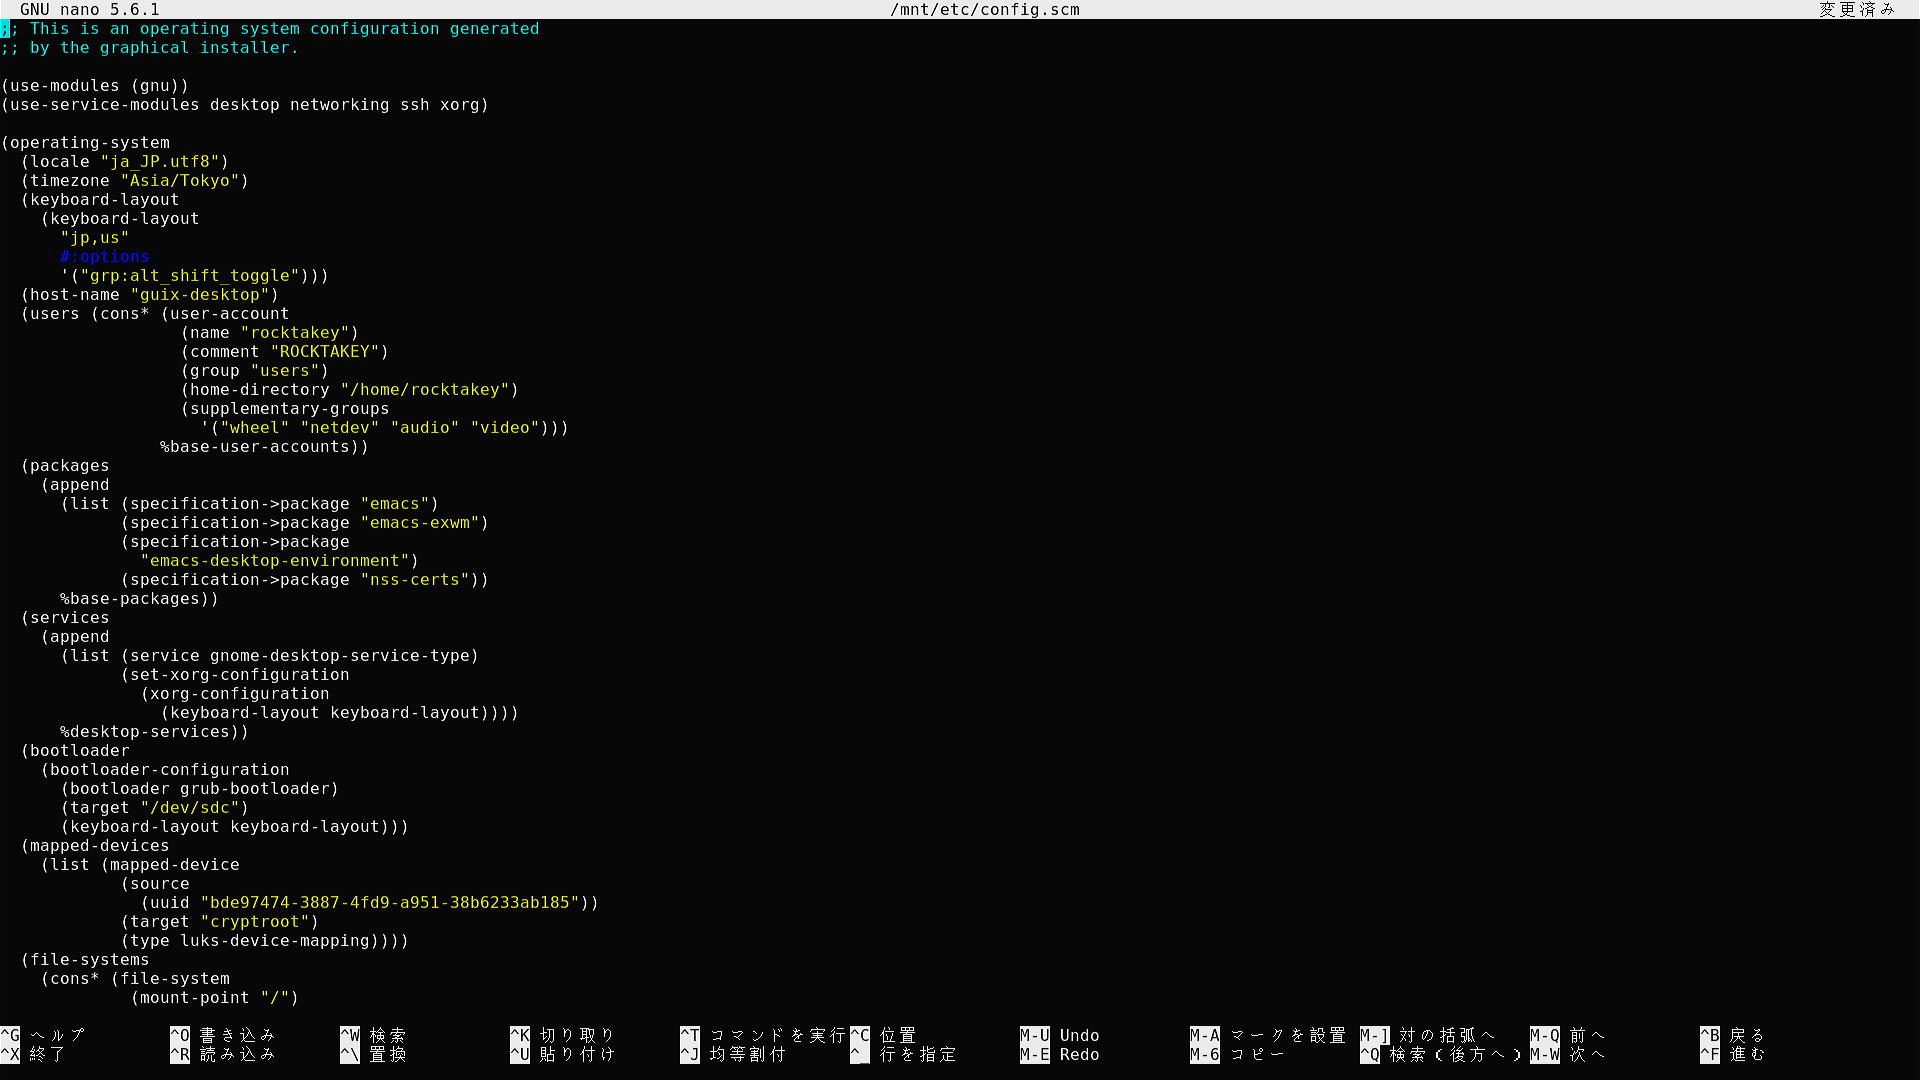 GNU nano 5.6.1 /mnt/etc/config.scm 変更済み
;; This is an operating system configuration generated
;; by the graphical installer.

(use-modules (gnu))
(use-service-modules desktop networking ssh xorg)

(operating-system
  (locale "ja_JP.utf8")
  (timezone "Asia/Tokyo")
  (keyboard-layout
    (keyboard-layout
      "jp,us"
      #:options
      '("grp:alt_shift_toggle")))
  (host-name "guix-desktop")
  (users (cons* (user-account
                  (name "rocktakey")
                  (comment "ROCKTAKEY")
                  (group "users")
                  (home-directory "/home/rocktakey")
                  (supplementary-groups
                    '("wheel" "netdev" "audio" "video")))
                %base-user-accounts))
  (packages
    (append
      (list (specification->package "emacs")
            (specification->package "emacs-exwm")
            (specification->package
              "emacs-desktop-environment")
            (specification->package "nss-certs"))
      %base-packages))
  (services
    (append
      (list (service gnome-desktop-service-type)
            (set-xorg-configuration
              (xorg-configuration
                (keyboard-layout keyboard-layout))))
      %desktop-services))
  (bootloader
    (bootloader-configuration
      (bootloader grub-bootloader)
      (target "/dev/sdc")
      (keyboard-layout keyboard-layout)))
  (mapped-devices
    (list (mapped-device
            (source
              (uuid "bde97474-3887-4fd9-a951-38b6233ab185"))
            (target "cryptroot")
            (type luks-device-mapping))))
  (file-systems
    (cons* (file-system
             (mount-point "/")
^G ヘルプ ^O 書き込み ^W 検索 ^K 切り取り ^T コマンドを実行 ^C 位置 M-U Undo M-A マークを設置 M-] 対の括弧へ M-Q 前へ ^B 戻る
^X 終了 ^R 読み込み ^\ 置換 ^U 貼り付け ^J 均等割付 ^_ 行を指定 M-E Redo M-6 コピー ^Q 検索(後方へ) M-W 次へ ^F 進む